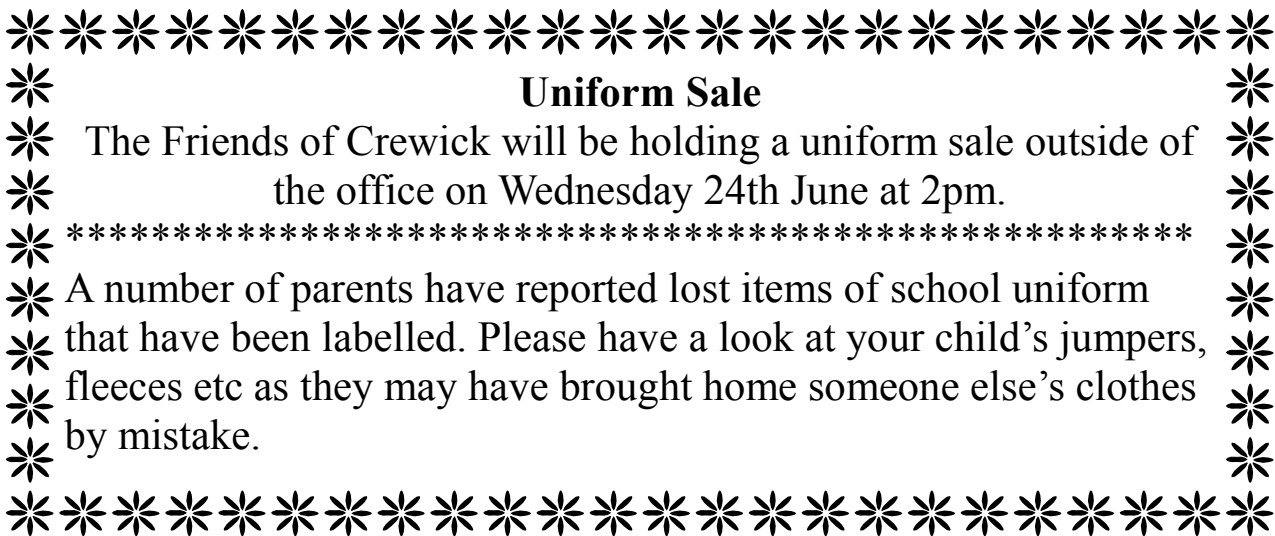 Uniform Sale
The Friends of Crewick will be holding a uniform sale outside of
the office on Wednesday 24th June at 2pm.
*****************************************************
A number of parents have reported lost items of school uniform
that have been labelled. Please have a look at your child’s jumpers,
fleeces etc as they may have brought home someone else’s clothes
by mistake.